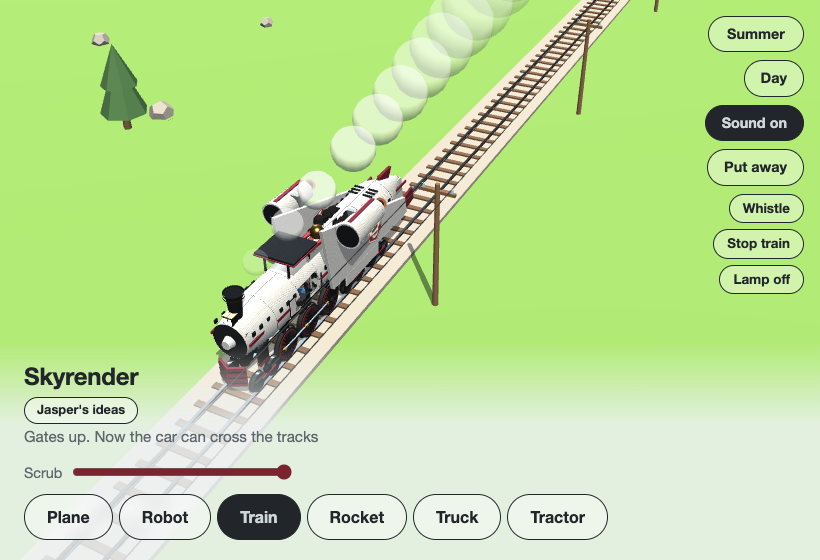 Summer
Day
Sound on
Put away
Whistle
Stop train
Lamp off
Skyrender
Jasper's ideas
Gates up. Now the car can cross the tracks
Scrub
Plane Robot Train Rocket Truck Tractor